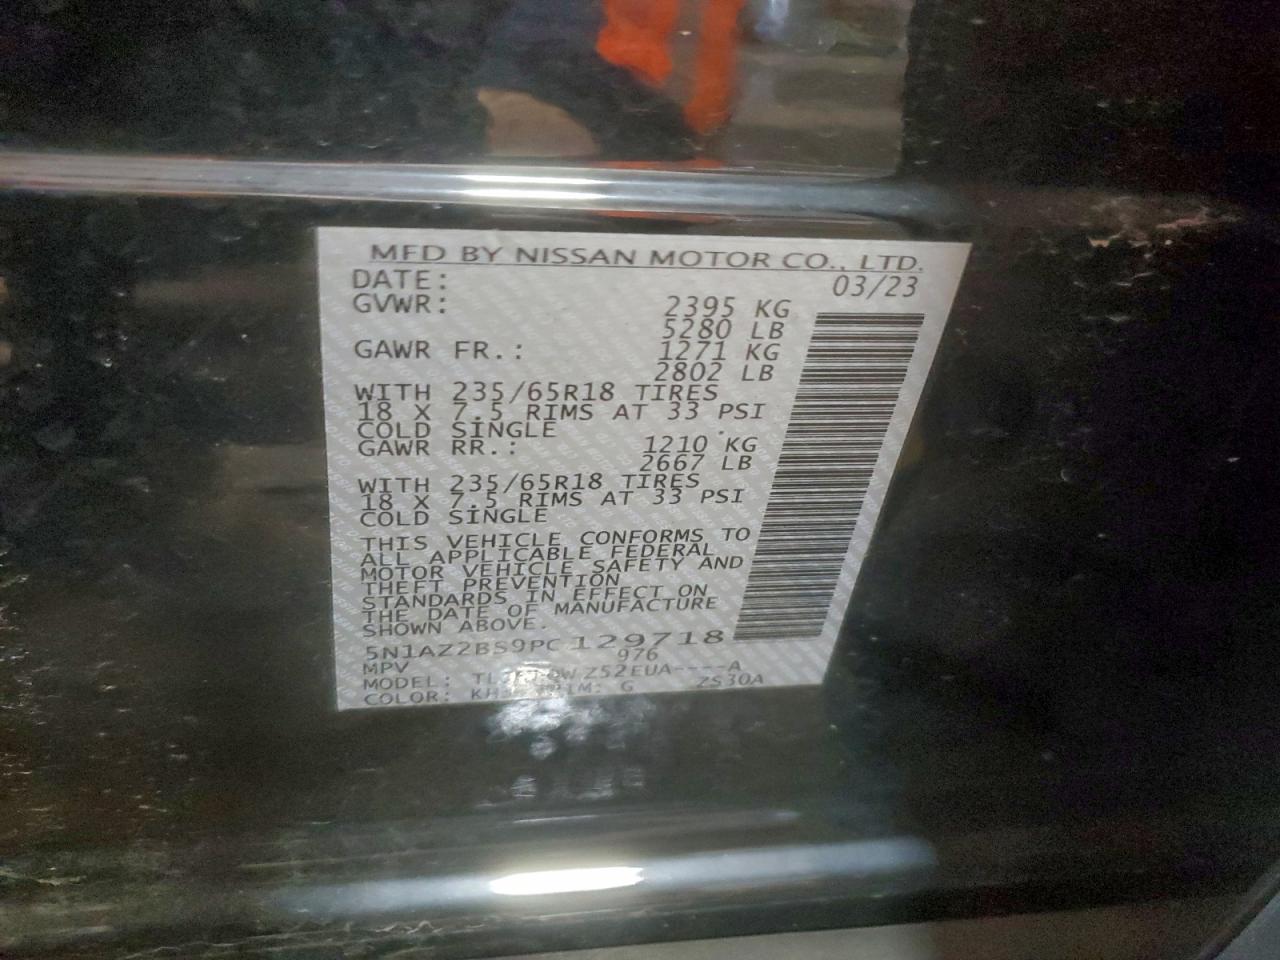 MFD BY NISSAN MOTOR CO., LTD.
DATE: 03/23
GVWR: 2395 KG
5280 LB
GAWR FR.: 1271 KG
2802 LB
WITH 235/65R18 TIRES
18 X 7.5 RIMS AT 33 PSI
COLD SINGLE
GAWR RR.: 1210 KG
2667 LB
WITH 235/65R18 TIRES
18 X 7.5 RIMS AT 33 PSI
COLD SINGLE
THIS VEHICLE CONFORMS TO
ALL APPLICABLE FEDERAL
MOTOR VEHICLE SAFETY AND
THEFT PREVENTION
STANDARDS IN EFFECT ON
THE DATE OF MANUFACTURE
SHOWN ABOVE.
5N1AZ2BS9PC129718
MPV 976
MODEL: Z52EUA----A
COLOR: G ZS30A